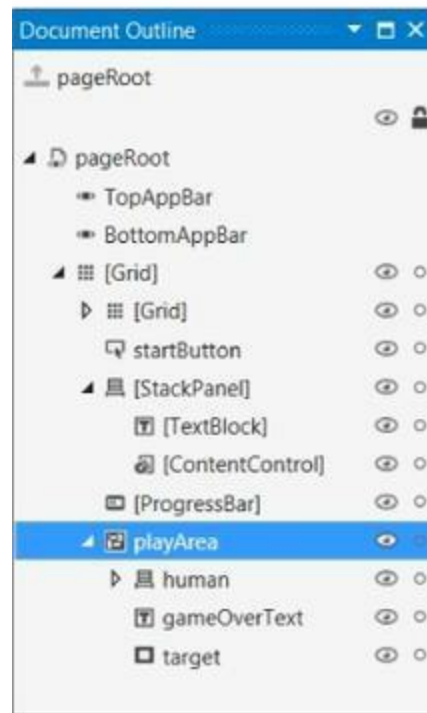 Document Outline
pageRoot
pageRoot
TopAppBar
BottomAppBar
[Grid]
[Grid]
startButton
[StackPanel]
[TextBlock]
[ContentControl]
[ProgressBar]
playArea
human
gameOverText
target